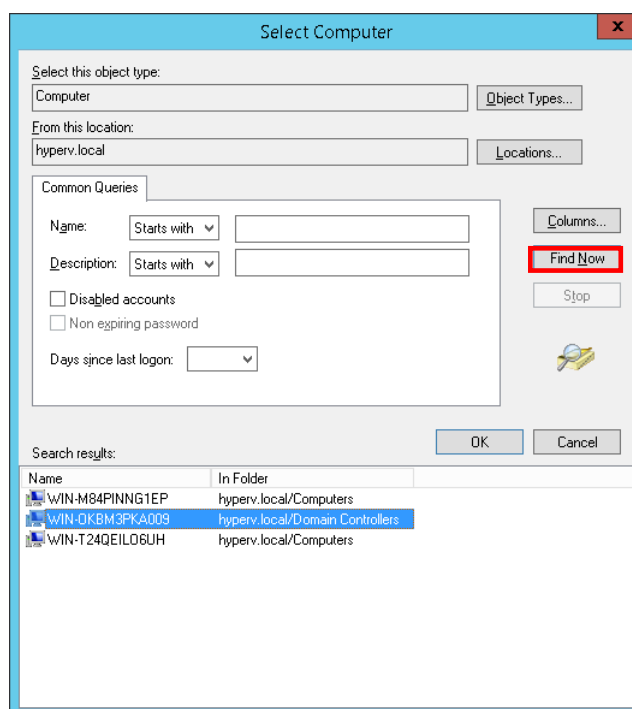 Select Computer
x
Select this object type:
Computer
Object Types...
From this location:
hyperv.local
Locations...
Common Queries
Name: Starts with
Columns...
Description: Starts with
Find Now
Disabled accounts
Stop
Non expiring password
Days since last logon:
OK Cancel
Search results:
Name In Folder
WIN-M84PINNG1EP hyperv.local/Computers
WIN-OKBM3PKA009 hyperv.local/Domain Controllers
WIN-T24QEILO6UH hyperv.local/Computers